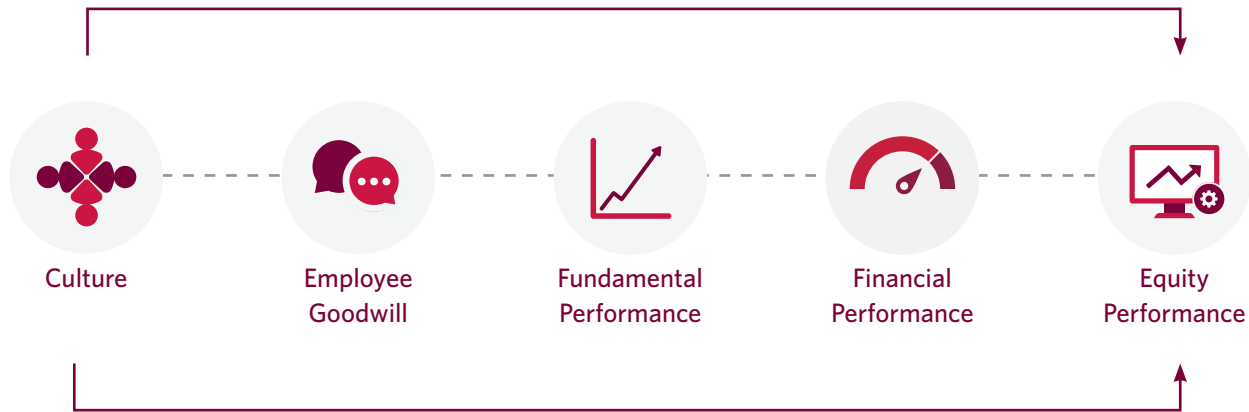 Culture
Employee
Goodwill
Fundamental
Performance
Financial
Performance
Equity
Performance